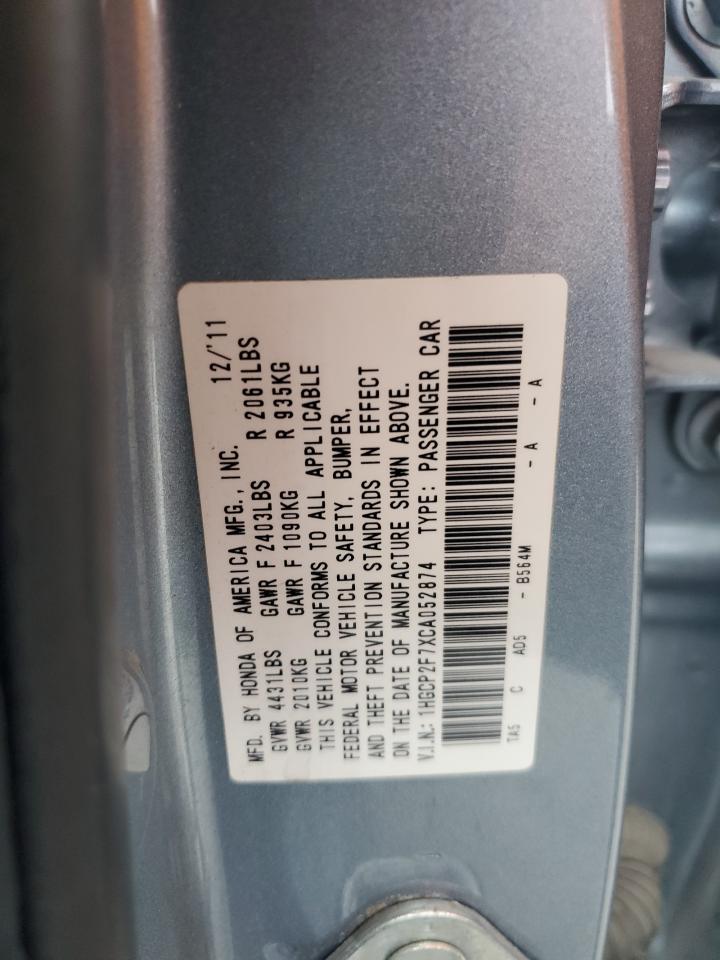 MFD. BY HONDA OF AMERICA MFG., INC. 12/'11
GVWR 4431LBS GAWR F 2403LBS R 2061LBS
GVWR 2010KG GAWR F 1090KG R 935KG
THIS VEHICLE CONFORMS TO ALL APPLICABLE
FEDERAL MOTOR VEHICLE SAFETY, BUMPER,
AND THEFT PREVENTION STANDARDS IN EFFECT
ON THE DATE OF MANUFACTURE SHOWN ABOVE.
V.I.N.: 1HGCP2F7XCA052874 TYPE: PASSENGER CAR
TA5 C AD5 - B564M - A - A